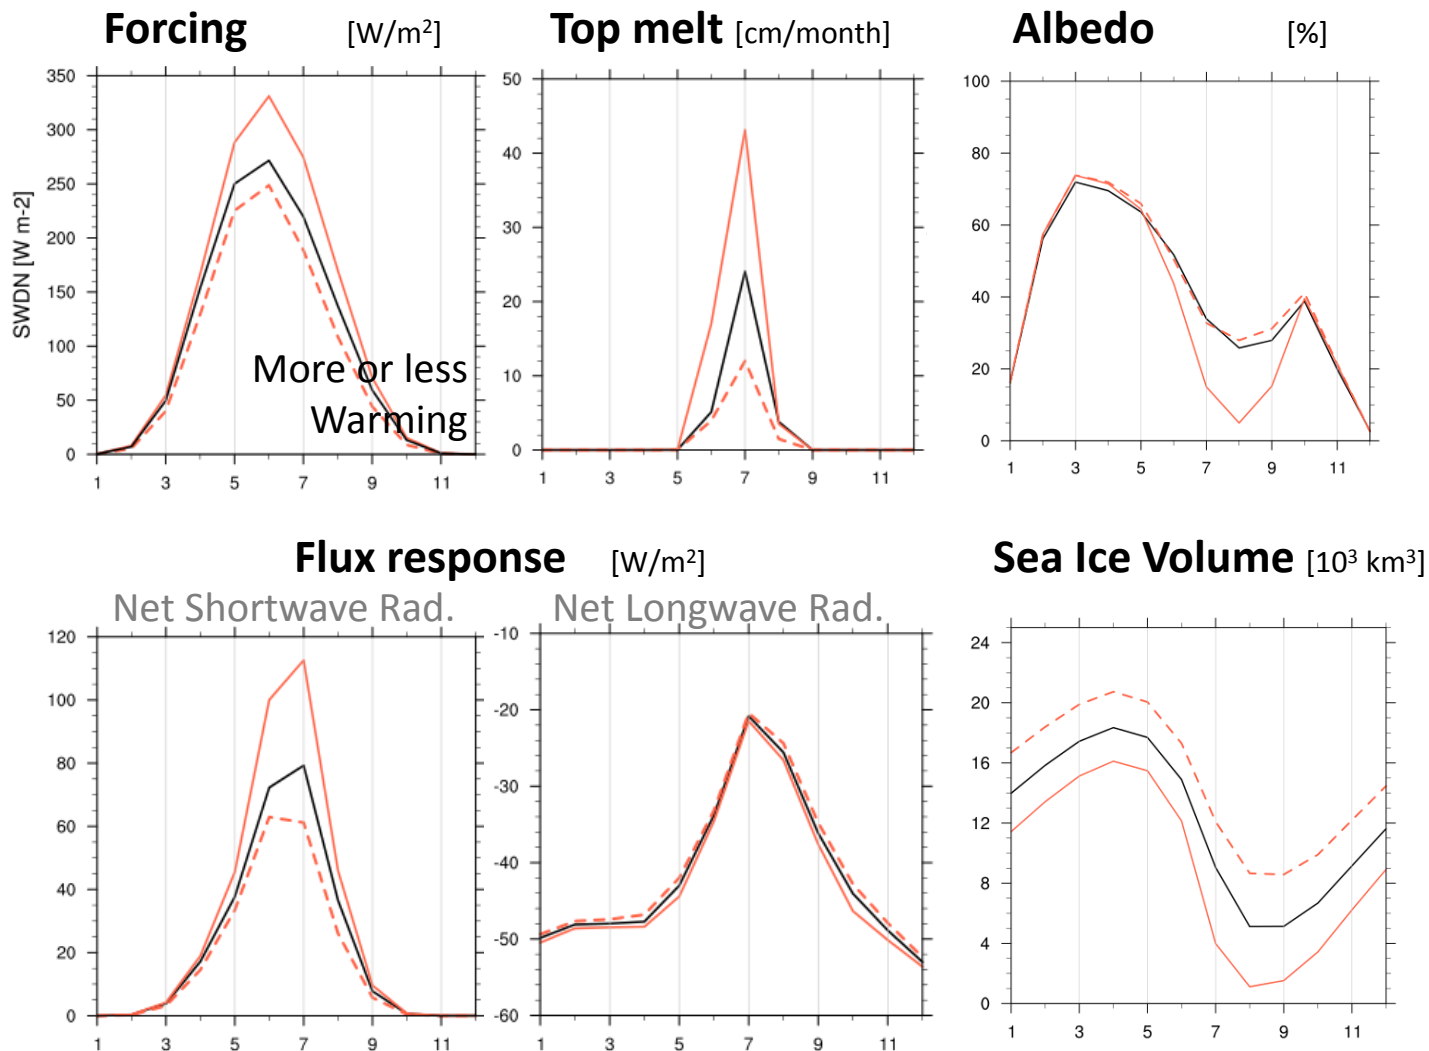 Forcing [W/m²]
Top melt [cm/month]
Albedo [%]
350
300
250
200
150
100
50
0
SWDN [W m-2]
More or less
Warming
1 3 5 7 9 11
50
40
30
20
10
0
1 3 5 7 9 11
100
80
60
40
20
0
1 3 5 7 9 11
Flux response [W/m²]
Sea Ice Volume [10³ km³]
Net Shortwave Rad.
Net Longwave Rad.
120
100
80
60
40
20
0
1 3 5 7 9 11
-10
-20
-30
-40
-50
-60
1 3 5 7 9 11
24
20
16
12
8
4
0
1 3 5 7 9 11